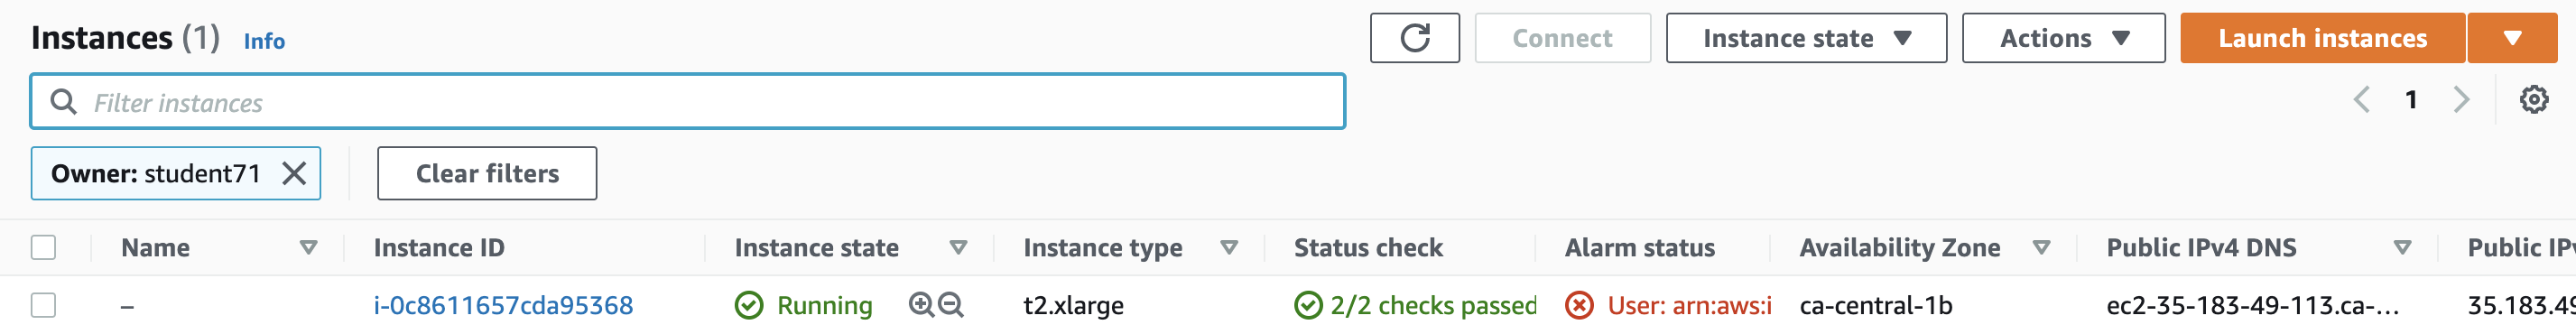 Instances (1) Info Connect Instance state Actions Launch instances
Filter instances 1
Owner: student71 Clear filters
Name Instance ID Instance state Instance type Status check Alarm status Availability Zone Public IPv4 DNS Public IPv
– i-0c8611657cda95368 Running t2.xlarge 2/2 checks passed User: arn:aws:i ca-central-1b ec2-35-183-49-113.ca-... 35.183.49